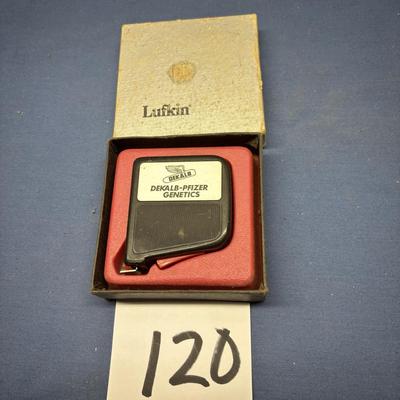 Lufkin®
DEKALB
DEKALB-PFIZER
GENETICS
120